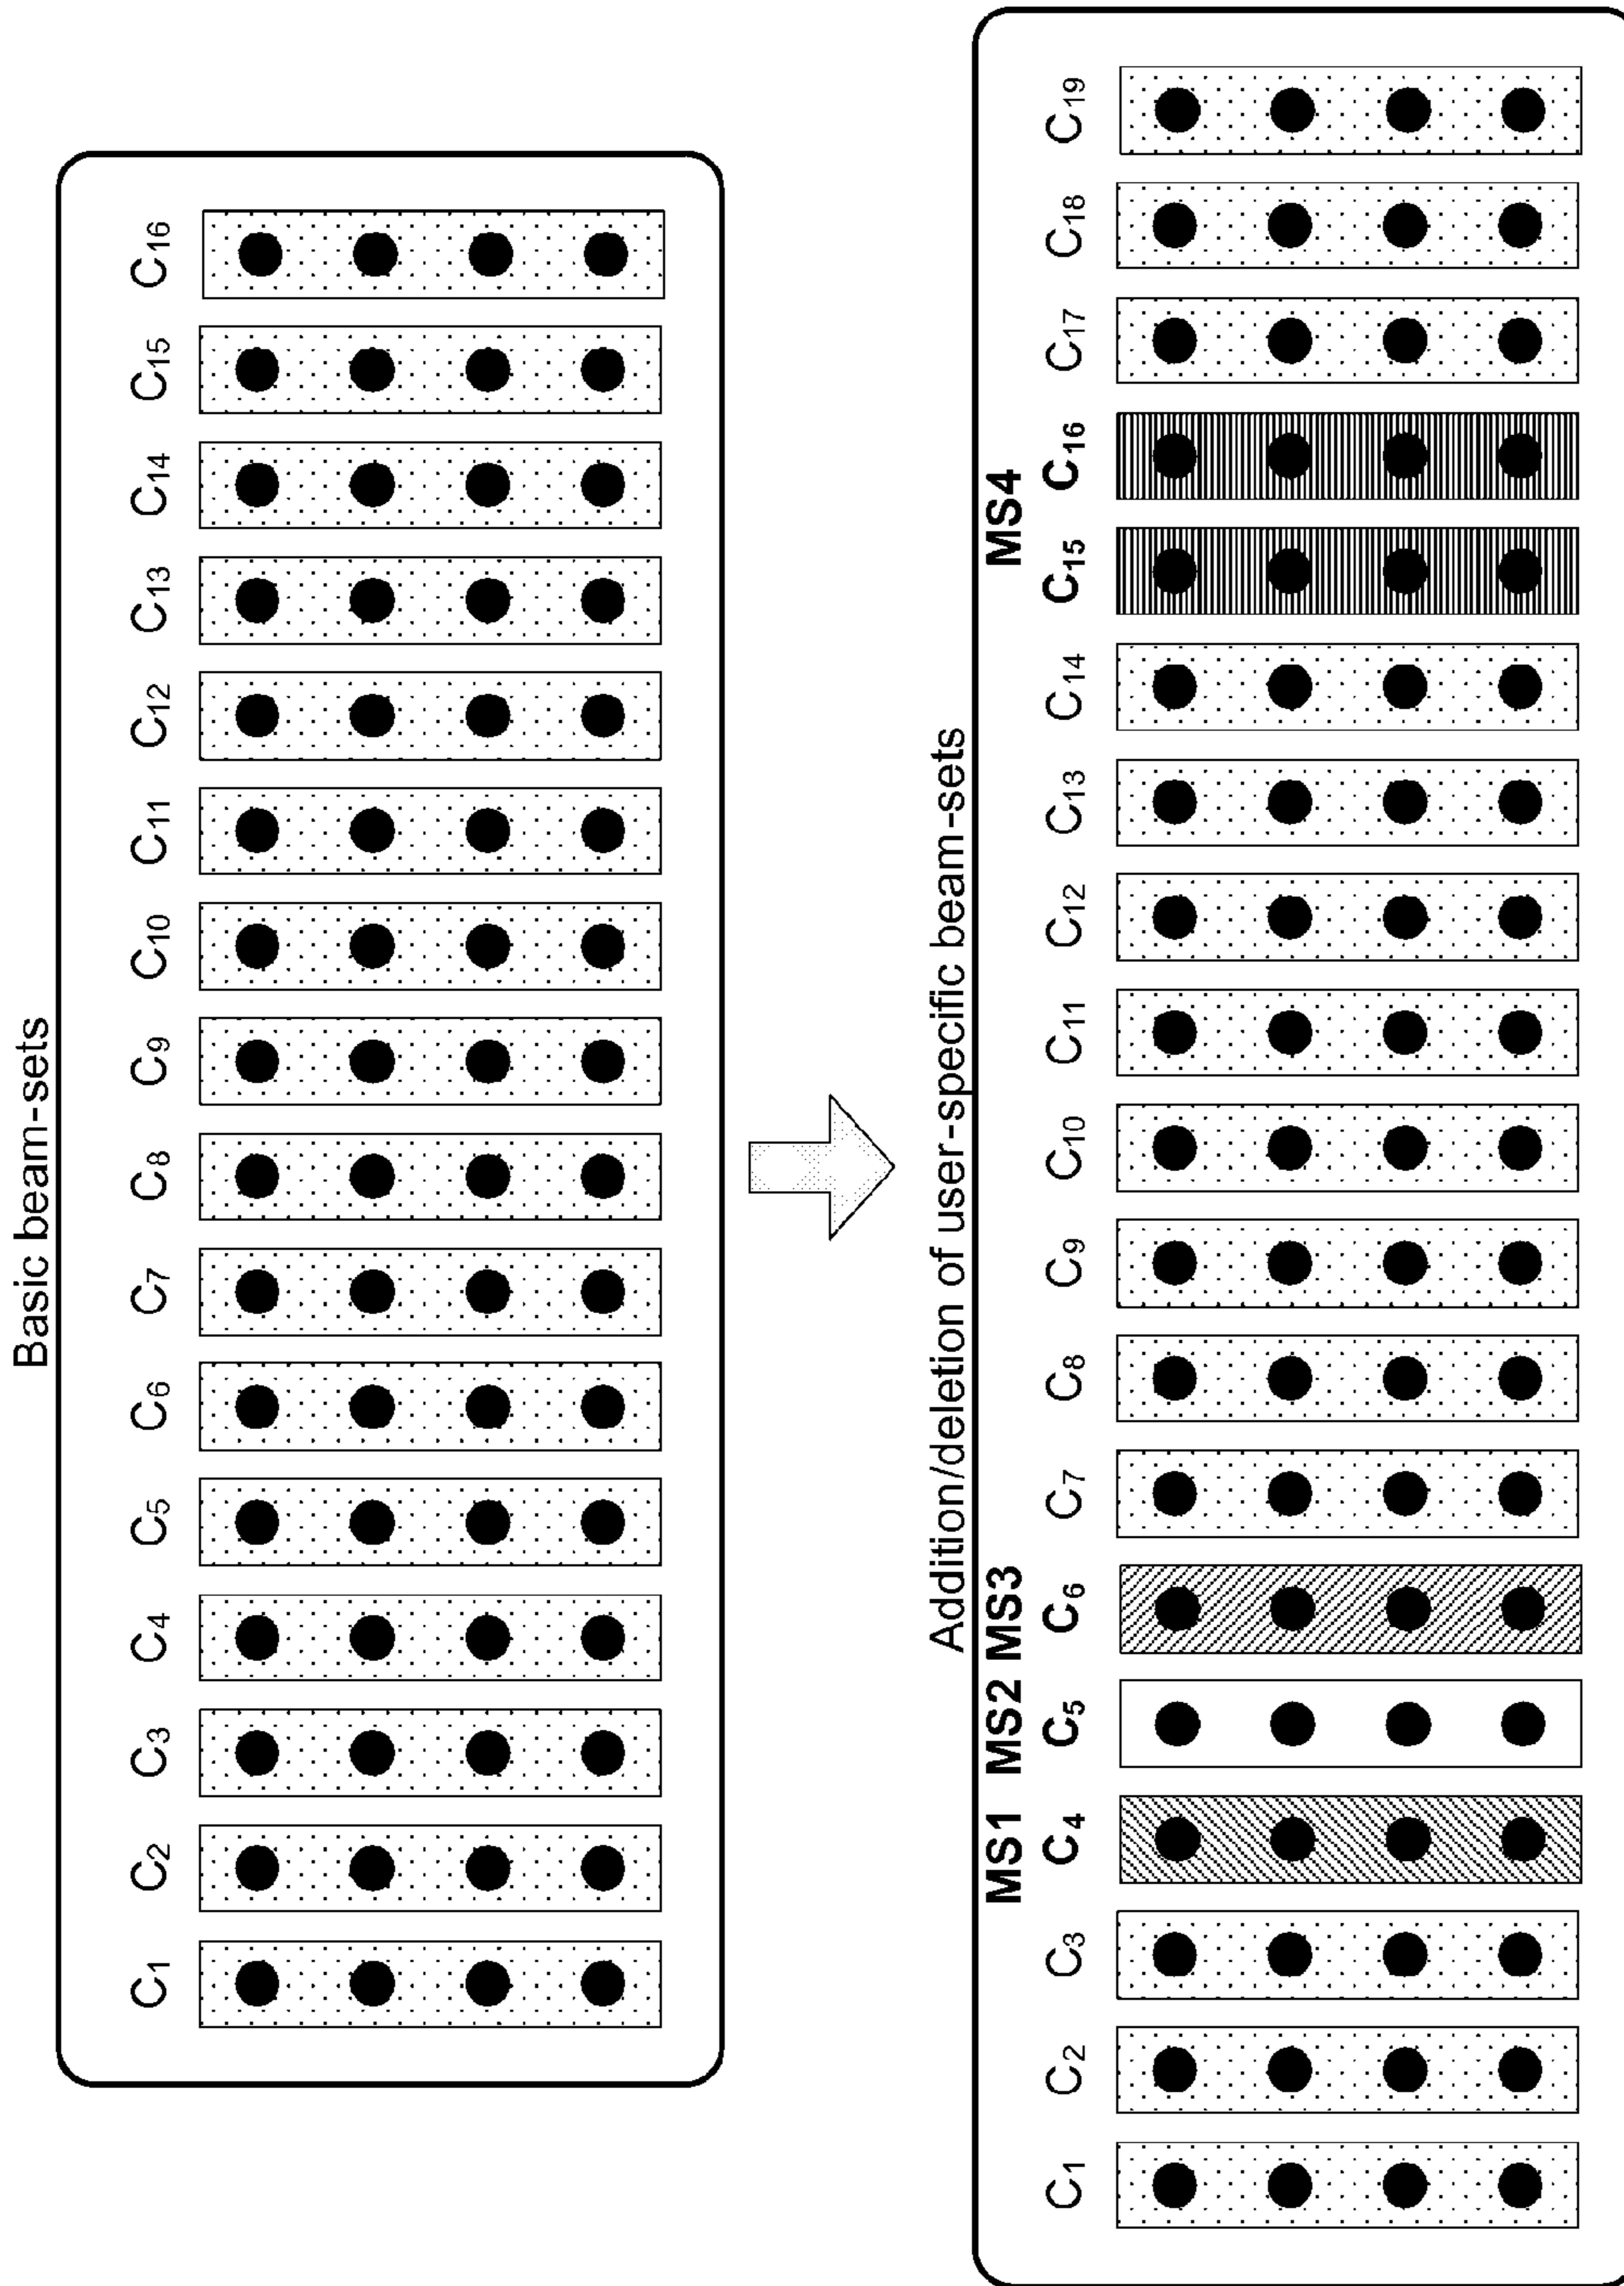 Basic beam-sets
C1 C2 C3 C4 C5 C6 C7 C8 C9 C10 C11 C12 C13 C14 C15 C16
Addition/deletion of user-specific beam-sets
MS1 MS2 MS3 MS4
C1 C2 C3 C4 C5 C6 C7 C8 C9 C10 C11 C12 C13 C14 C15 C16 C17 C18 C19